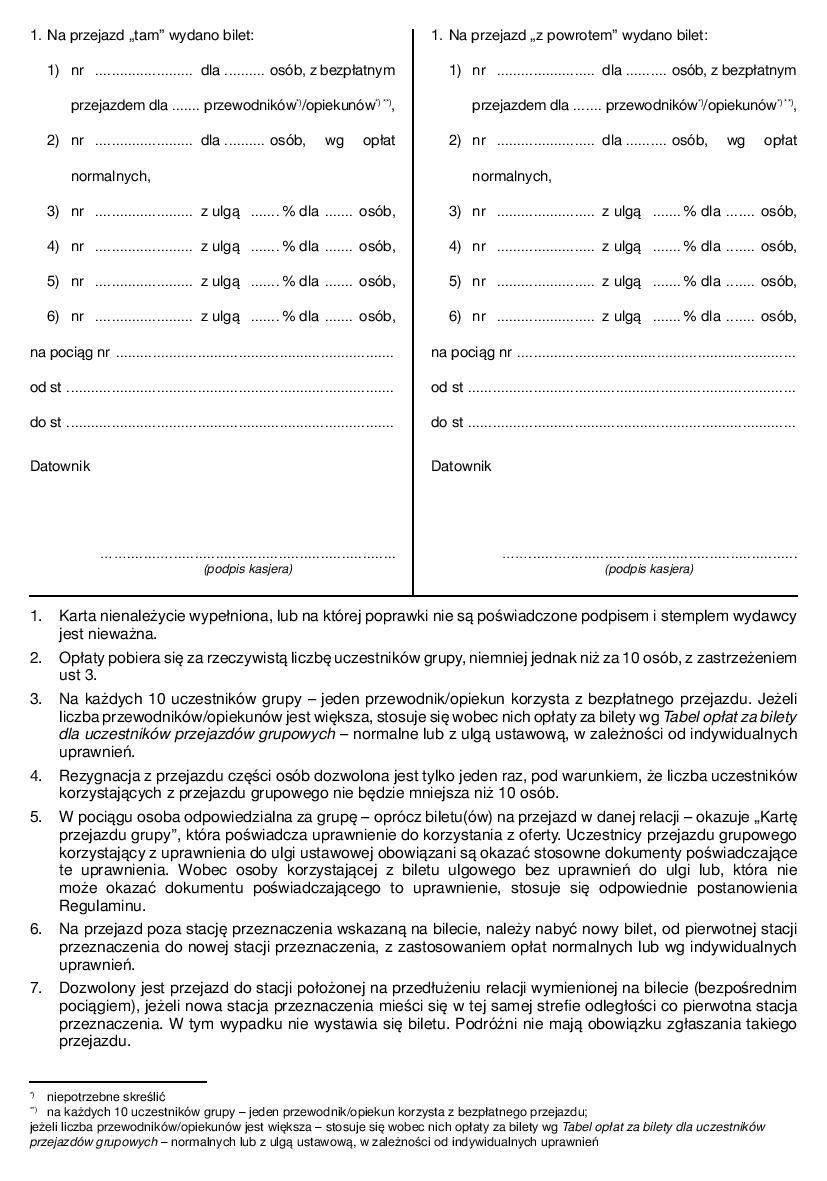 1. Na przejazd „tam” wydano bilet:
1) nr ........................ dla .......... osób, z bezpłatnym
przejazdem dla ....... przewodników*)/opiekunów*) **),
2) nr ........................ dla .......... osób, wg opłat
normalnych,
3) nr ........................ z ulgą ....... % dla ....... osób,
4) nr ........................ z ulgą ....... % dla ....... osób,
5) nr ........................ z ulgą ....... % dla ....... osób,
6) nr ........................ z ulgą ....... % dla ....... osób,
na pociąg nr ....................................................................
od st ................................................................................
do st ................................................................................
Datownik
........................................................................
(podpis kasjera)
1. Na przejazd „z powrotem” wydano bilet:
1) nr ........................ dla .......... osób, z bezpłatnym
przejazdem dla ....... przewodników*)/opiekunów*) **),
2) nr ........................ dla .......... osób, wg opłat
normalnych,
3) nr ........................ z ulgą ....... % dla ....... osób,
4) nr ........................ z ulgą ....... % dla ....... osób,
5) nr ........................ z ulgą ....... % dla ....... osób,
6) nr ........................ z ulgą ....... % dla ....... osób,
na pociąg nr ....................................................................
od st ................................................................................
do st ................................................................................
Datownik
........................................................................
(podpis kasjera)
1. Karta nienależycie wypełniona, lub na której poprawki nie są poświadczone podpisem i stemplem wydawcy
jest nieważna.
2. Opłaty pobiera się za rzeczywistą liczbę uczestników grupy, niemniej jednak niż za 10 osób, z zastrzeżeniem
ust 3.
3. Na każdych 10 uczestników grupy – jeden przewodnik/opiekun korzysta z bezpłatnego przejazdu. Jeżeli
liczba przewodników/opiekunów jest większa, stosuje się wobec nich opłaty za bilety wg Tabel opłat za bilety
dla uczestników przejazdów grupowych – normalne lub z ulgą ustawową, w zależności od indywidualnych
uprawnień.
4. Rezygnacja z przejazdu części osób dozwolona jest tylko jeden raz, pod warunkiem, że liczba uczestników
korzystających z przejazdu grupowego nie będzie mniejsza niż 10 osób.
5. W pociągu osoba odpowiedzialna za grupę – oprócz biletu(ów) na przejazd w danej relacji – okazuje „Kartę
przejazdu grupy”, która poświadcza uprawnienie do korzystania z oferty. Uczestnicy przejazdu grupowego
korzystający z uprawnienia do ulgi ustawowej obowiązani są okazać stosowne dokumenty poświadczające
te uprawnienia. Wobec osoby korzystającej z biletu ulgowego bez uprawnień do ulgi lub, która nie
może okazać dokumentu poświadczającego to uprawnienie, stosuje się odpowiednie postanowienia
Regulaminu.
6. Na przejazd poza stację przeznaczenia wskazaną na bilecie, należy nabyć nowy bilet, od pierwotnej stacji
przeznaczenia do nowej stacji przeznaczenia, z zastosowaniem opłat normalnych lub wg indywidualnych
uprawnień.
7. Dozwolony jest przejazd do stacji położonej na przedłużeniu relacji wymienionej na bilecie (bezpośrednim
pociągiem), jeżeli nowa stacja przeznaczenia mieści się w tej samej strefie odległości co pierwotna stacja
przeznaczenia. W tym wypadku nie wystawia się biletu. Podróżni nie mają obowiązku zgłaszania takiego
przejazdu.
*) niepotrzebne skreślić
**) na każdych 10 uczestników grupy – jeden przewodnik/opiekun korzysta z bezpłatnego przejazdu;
jeżeli liczba przewodników/opiekunów jest większa – stosuje się wobec nich opłaty za bilety wg Tabel opłat za bilety dla uczestników
przejazdów grupowych – normalnych lub z ulgą ustawową, w zależności od indywidualnych uprawnień